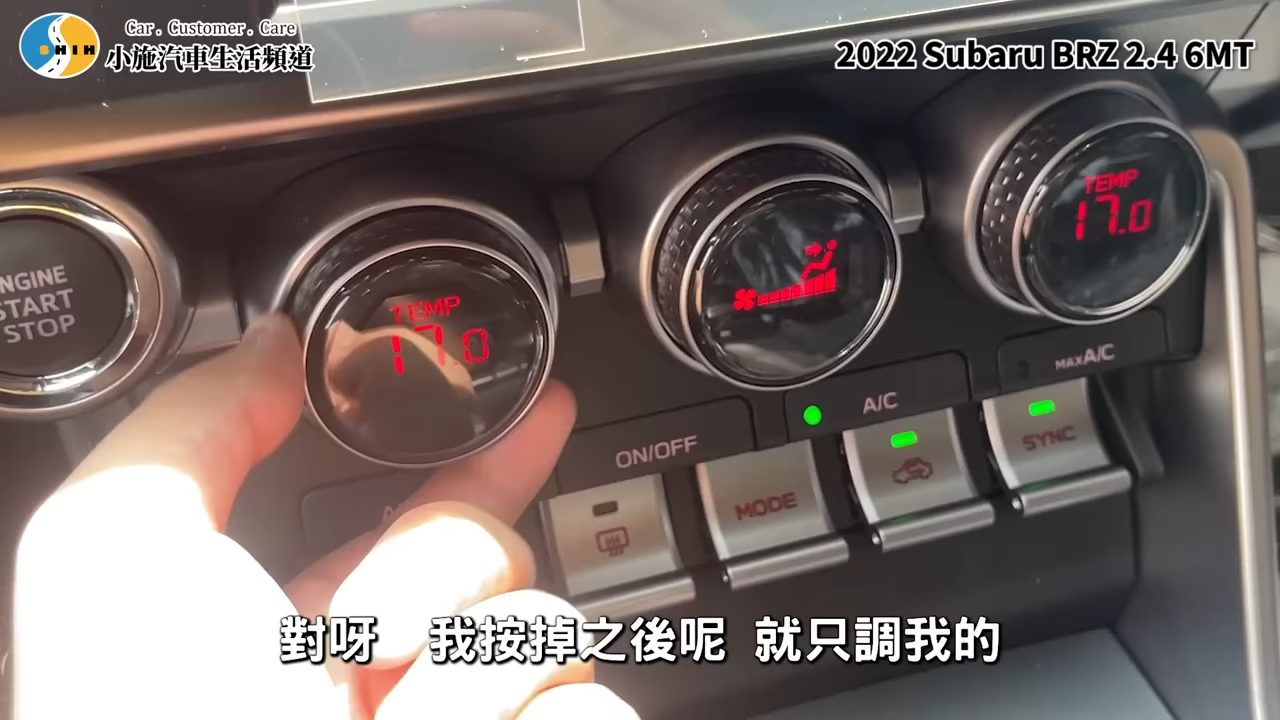 Car. Customer. Care
SHIH
小施汽車生活頻道
2022 Subaru BRZ 2.4 6MT
TEMP
17.0
ENGINE
START
STOP
TEMP
17.0
MAX A/C
A/C
ON/OFF
SYNC
MODE
對呀 我按掉之後呢 就只調我的